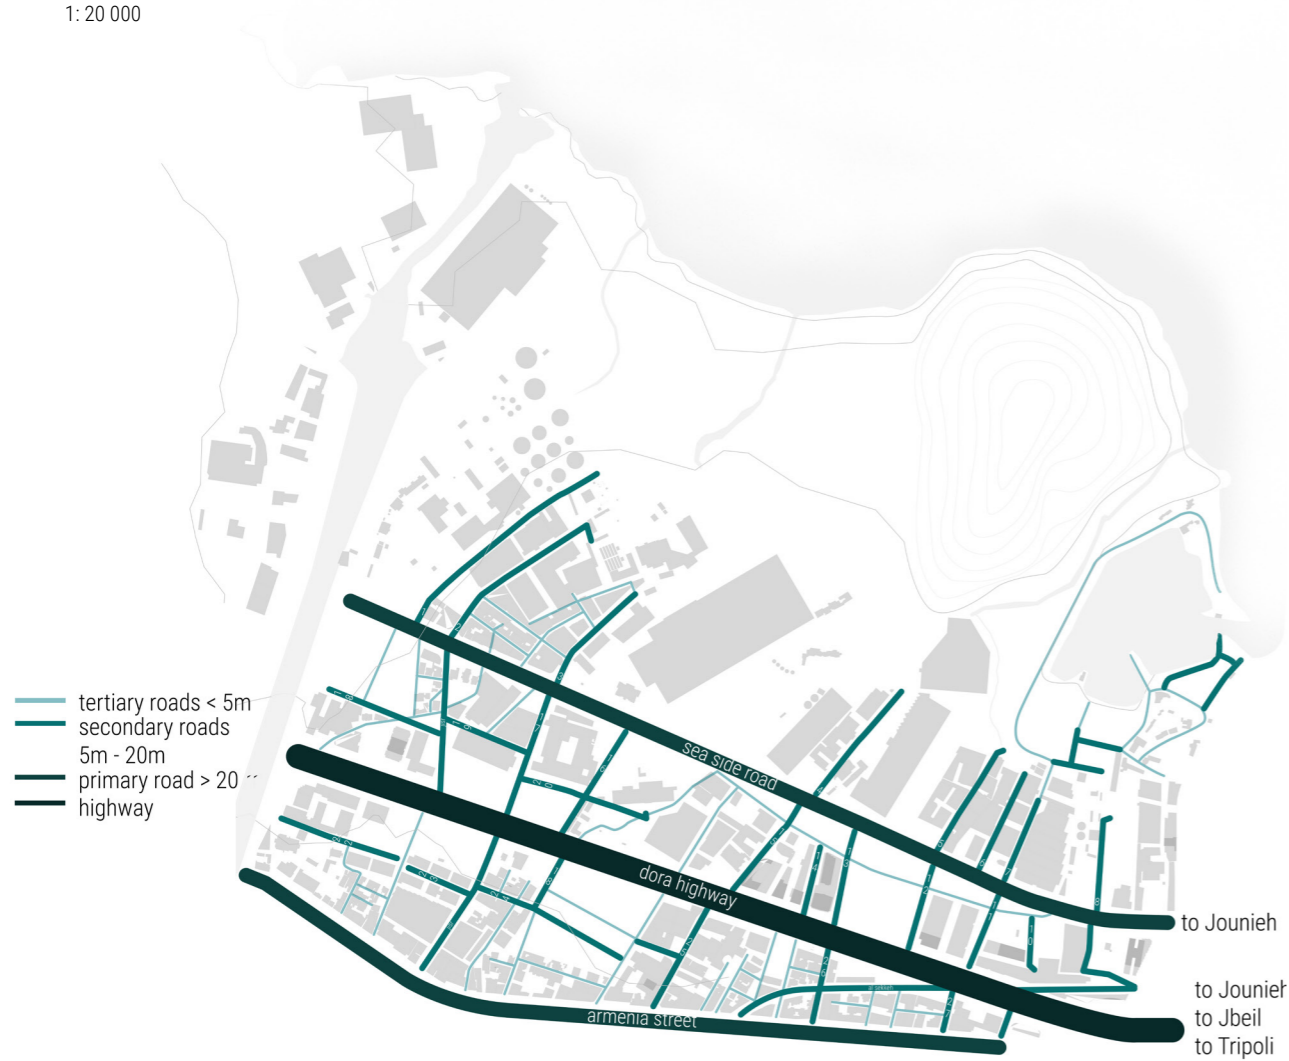 1: 20 000
tertiary roads < 5m
secondary roads
5m - 20m
primary road > 20
highway
sea side road
dora highway
armenia street
to Jounieh
to Jounieh
to Jbeil
to Tripoli